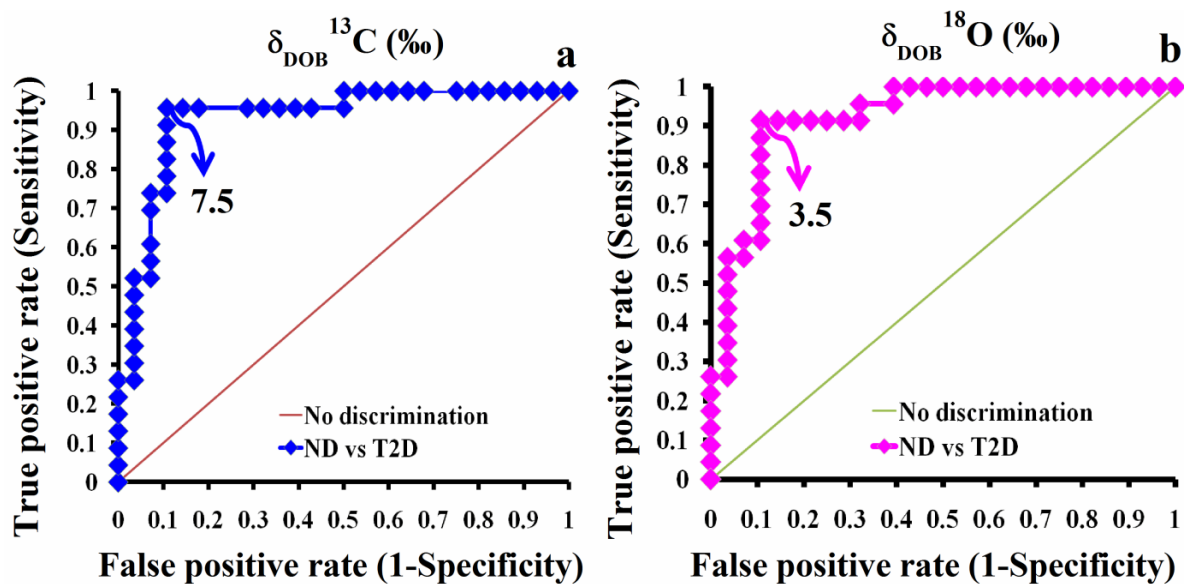 δDOB 13C (‰)
a
True positive rate (Sensitivity)
1
0.9
0.8
0.7
0.6
0.5
0.4
0.3
0.2
0.1
0
7.5
No discrimination
ND vs T2D
0 0.1 0.2 0.3 0.4 0.5 0.6 0.7 0.8 0.9 1
False positive rate (1-Specificity)
δDOB 18O (‰)
b
True positive rate (Sensitivity)
1
0.9
0.8
0.7
0.6
0.5
0.4
0.3
0.2
0.1
0
3.5
No discrimination
ND vs T2D
0 0.1 0.2 0.3 0.4 0.5 0.6 0.7 0.8 0.9 1
False positive rate (1-Specificity)